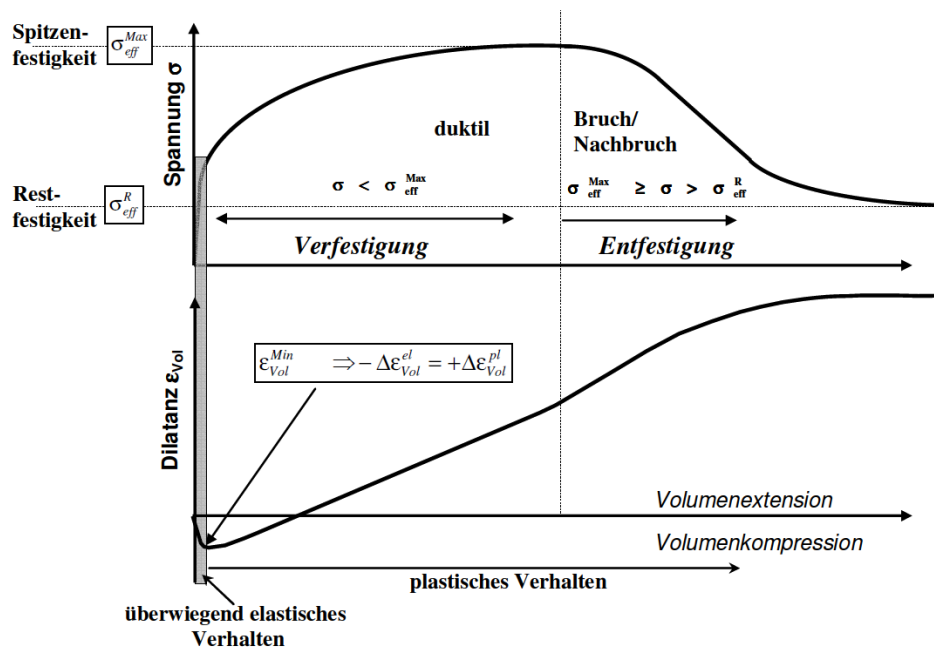 Spitzen-
festigkeit σ_eff^Max
Spannung σ
duktil
Bruch/
Nachbruch
σ < σ_eff^Max
σ_eff^Max ≥ σ > σ_eff^R
Rest-
festigkeit σ_eff^R
Verfestigung
Entfestigung
Dilatanz ε_Vol
ε_Vol^Min ⇒ − Δε_Vol^el = +Δε_Vol^pl
Volumenextension
Volumenkompression
plastisches Verhalten
überwiegend elastisches
Verhalten